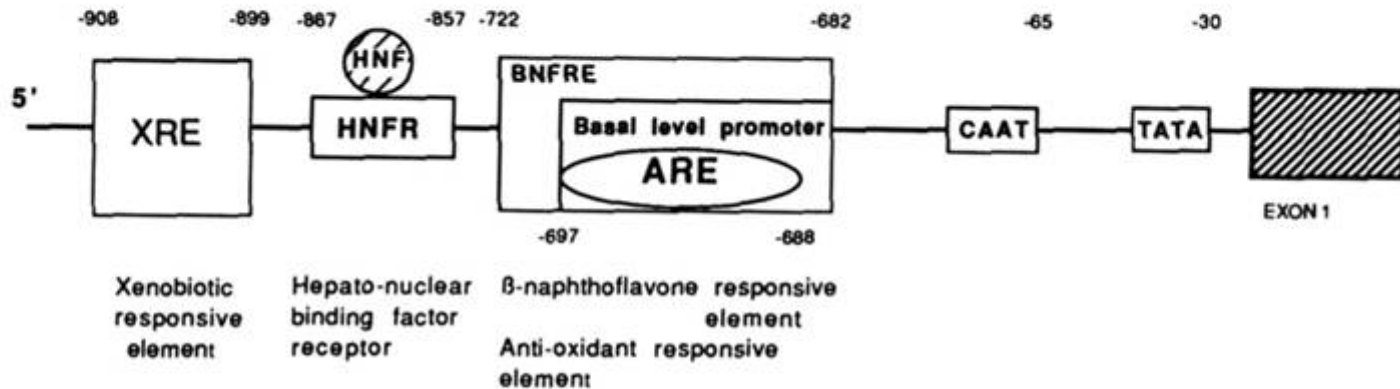 -908 -899 -867 -857 -722 -682 -65 -30
HNF
BNFRE
5'
XRE HNFR Basal level promoter CAAT TATA
ARE
EXON 1
-697 -688
Xenobiotic
responsive
element
Hepato-nuclear
binding factor
receptor
ß-naphthoflavone responsive
element
Anti-oxidant responsive
element